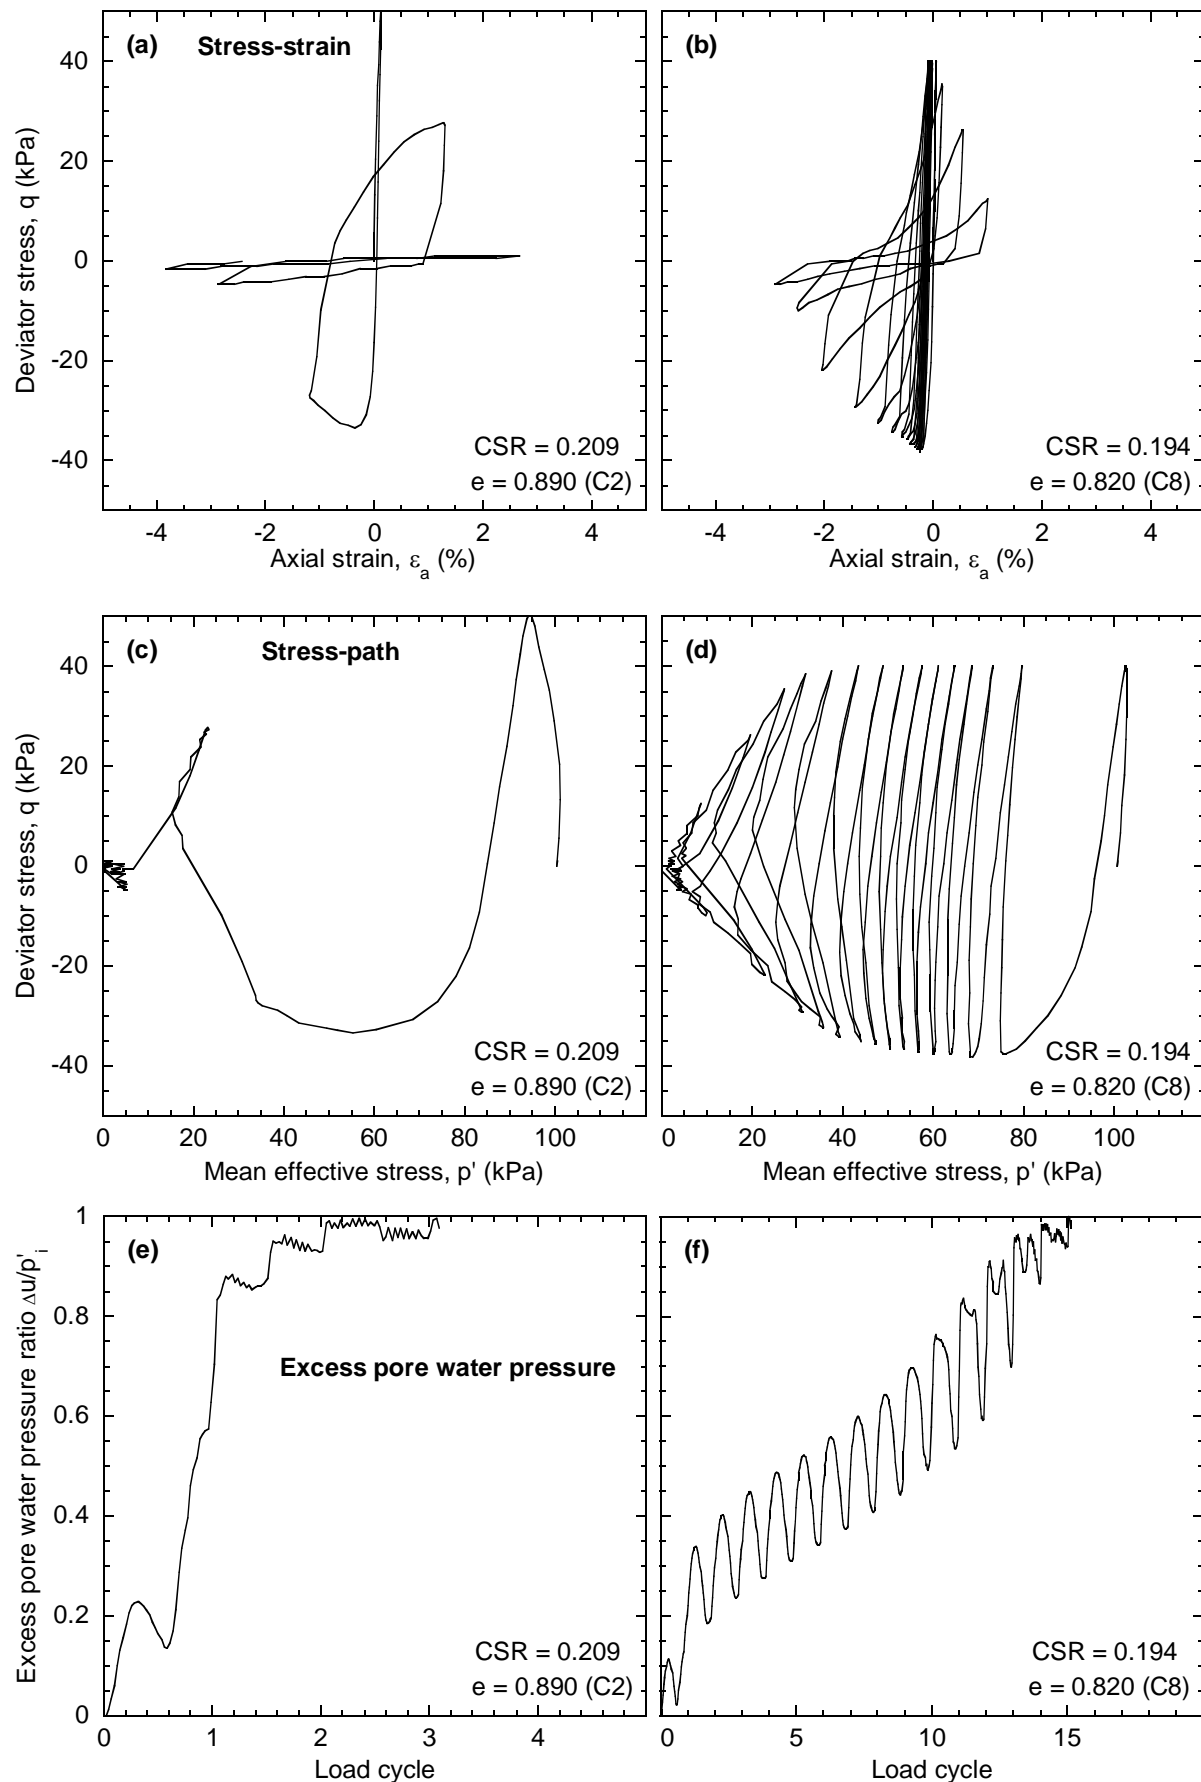 (a) Stress-strain
(b)
40
20
0
-20
-40
Deviator stress, q (kPa)
CSR = 0.209
e = 0.890 (C2)
CSR = 0.194
e = 0.820 (C8)
-4 -2 0 2 4
-4 -2 0 2 4
Axial strain, ε_a (%)
Axial strain, ε_a (%)
(c) Stress-path
(d)
40
20
0
-20
-40
Deviator stress, q (kPa)
CSR = 0.209
e = 0.890 (C2)
CSR = 0.194
e = 0.820 (C8)
0 20 40 60 80 100
0 20 40 60 80 100
Mean effective stress, p' (kPa)
Mean effective stress, p' (kPa)
(e)
(f)
1
0.8
0.6
0.4
0.2
0
Excess pore water pressure ratio Δu/p'_i
Excess pore water pressure
CSR = 0.209
e = 0.890 (C2)
CSR = 0.194
e = 0.820 (C8)
0 1 2 3 4
0 5 10 15
Load cycle
Load cycle